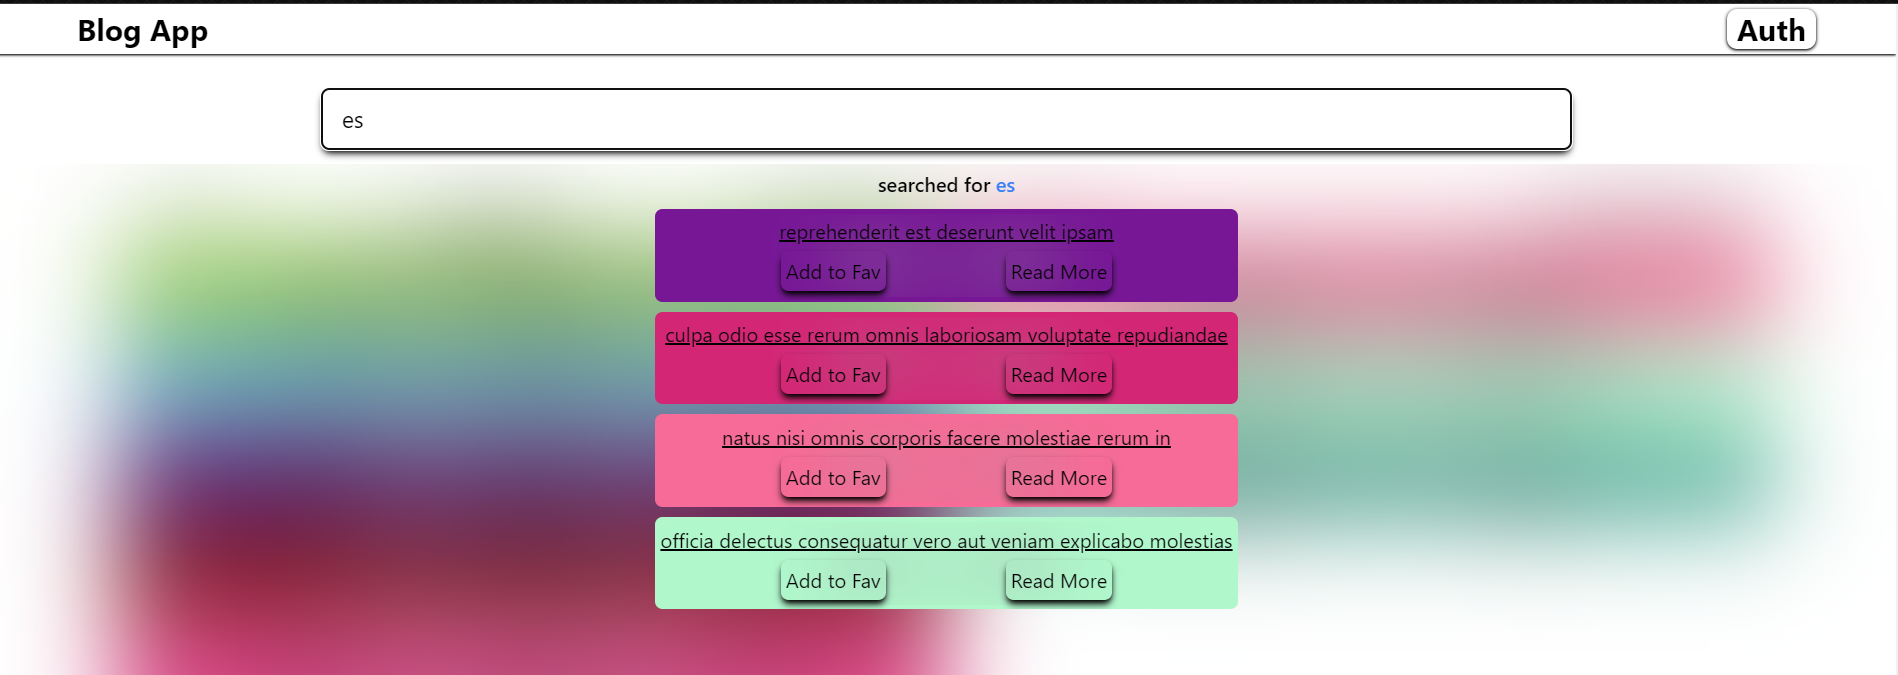 Blog App
Auth
es
searched for es
reprehenderit est deserunt velit ipsam
Add to Fav Read More
culpa odio esse rerum omnis laboriosam voluptate repudiandae
Add to Fav Read More
natus nisi omnis corporis facere molestiae rerum in
Add to Fav Read More
officia delectus consequatur vero aut veniam explicabo molestias
Add to Fav Read More